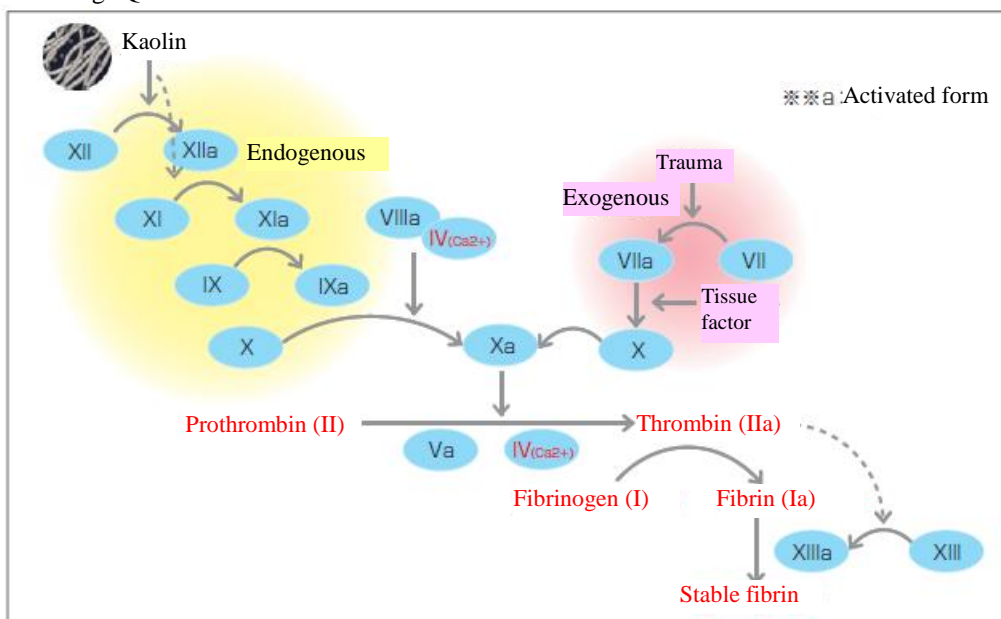 Kaolin
※※a:Activated form
XII
XIIa
Endogenous
Trauma
Exogenous
XI
XIa
VIIIa
IV(Ca2+)
VIIa
VII
IX
IXa
Tissue
factor
X
Xa
X
Prothrombin (II)
Thrombin (IIa)
Va
IV(Ca2+)
Fibrinogen (I)
Fibrin (Ia)
XIIIa
XIII
Stable fibrin